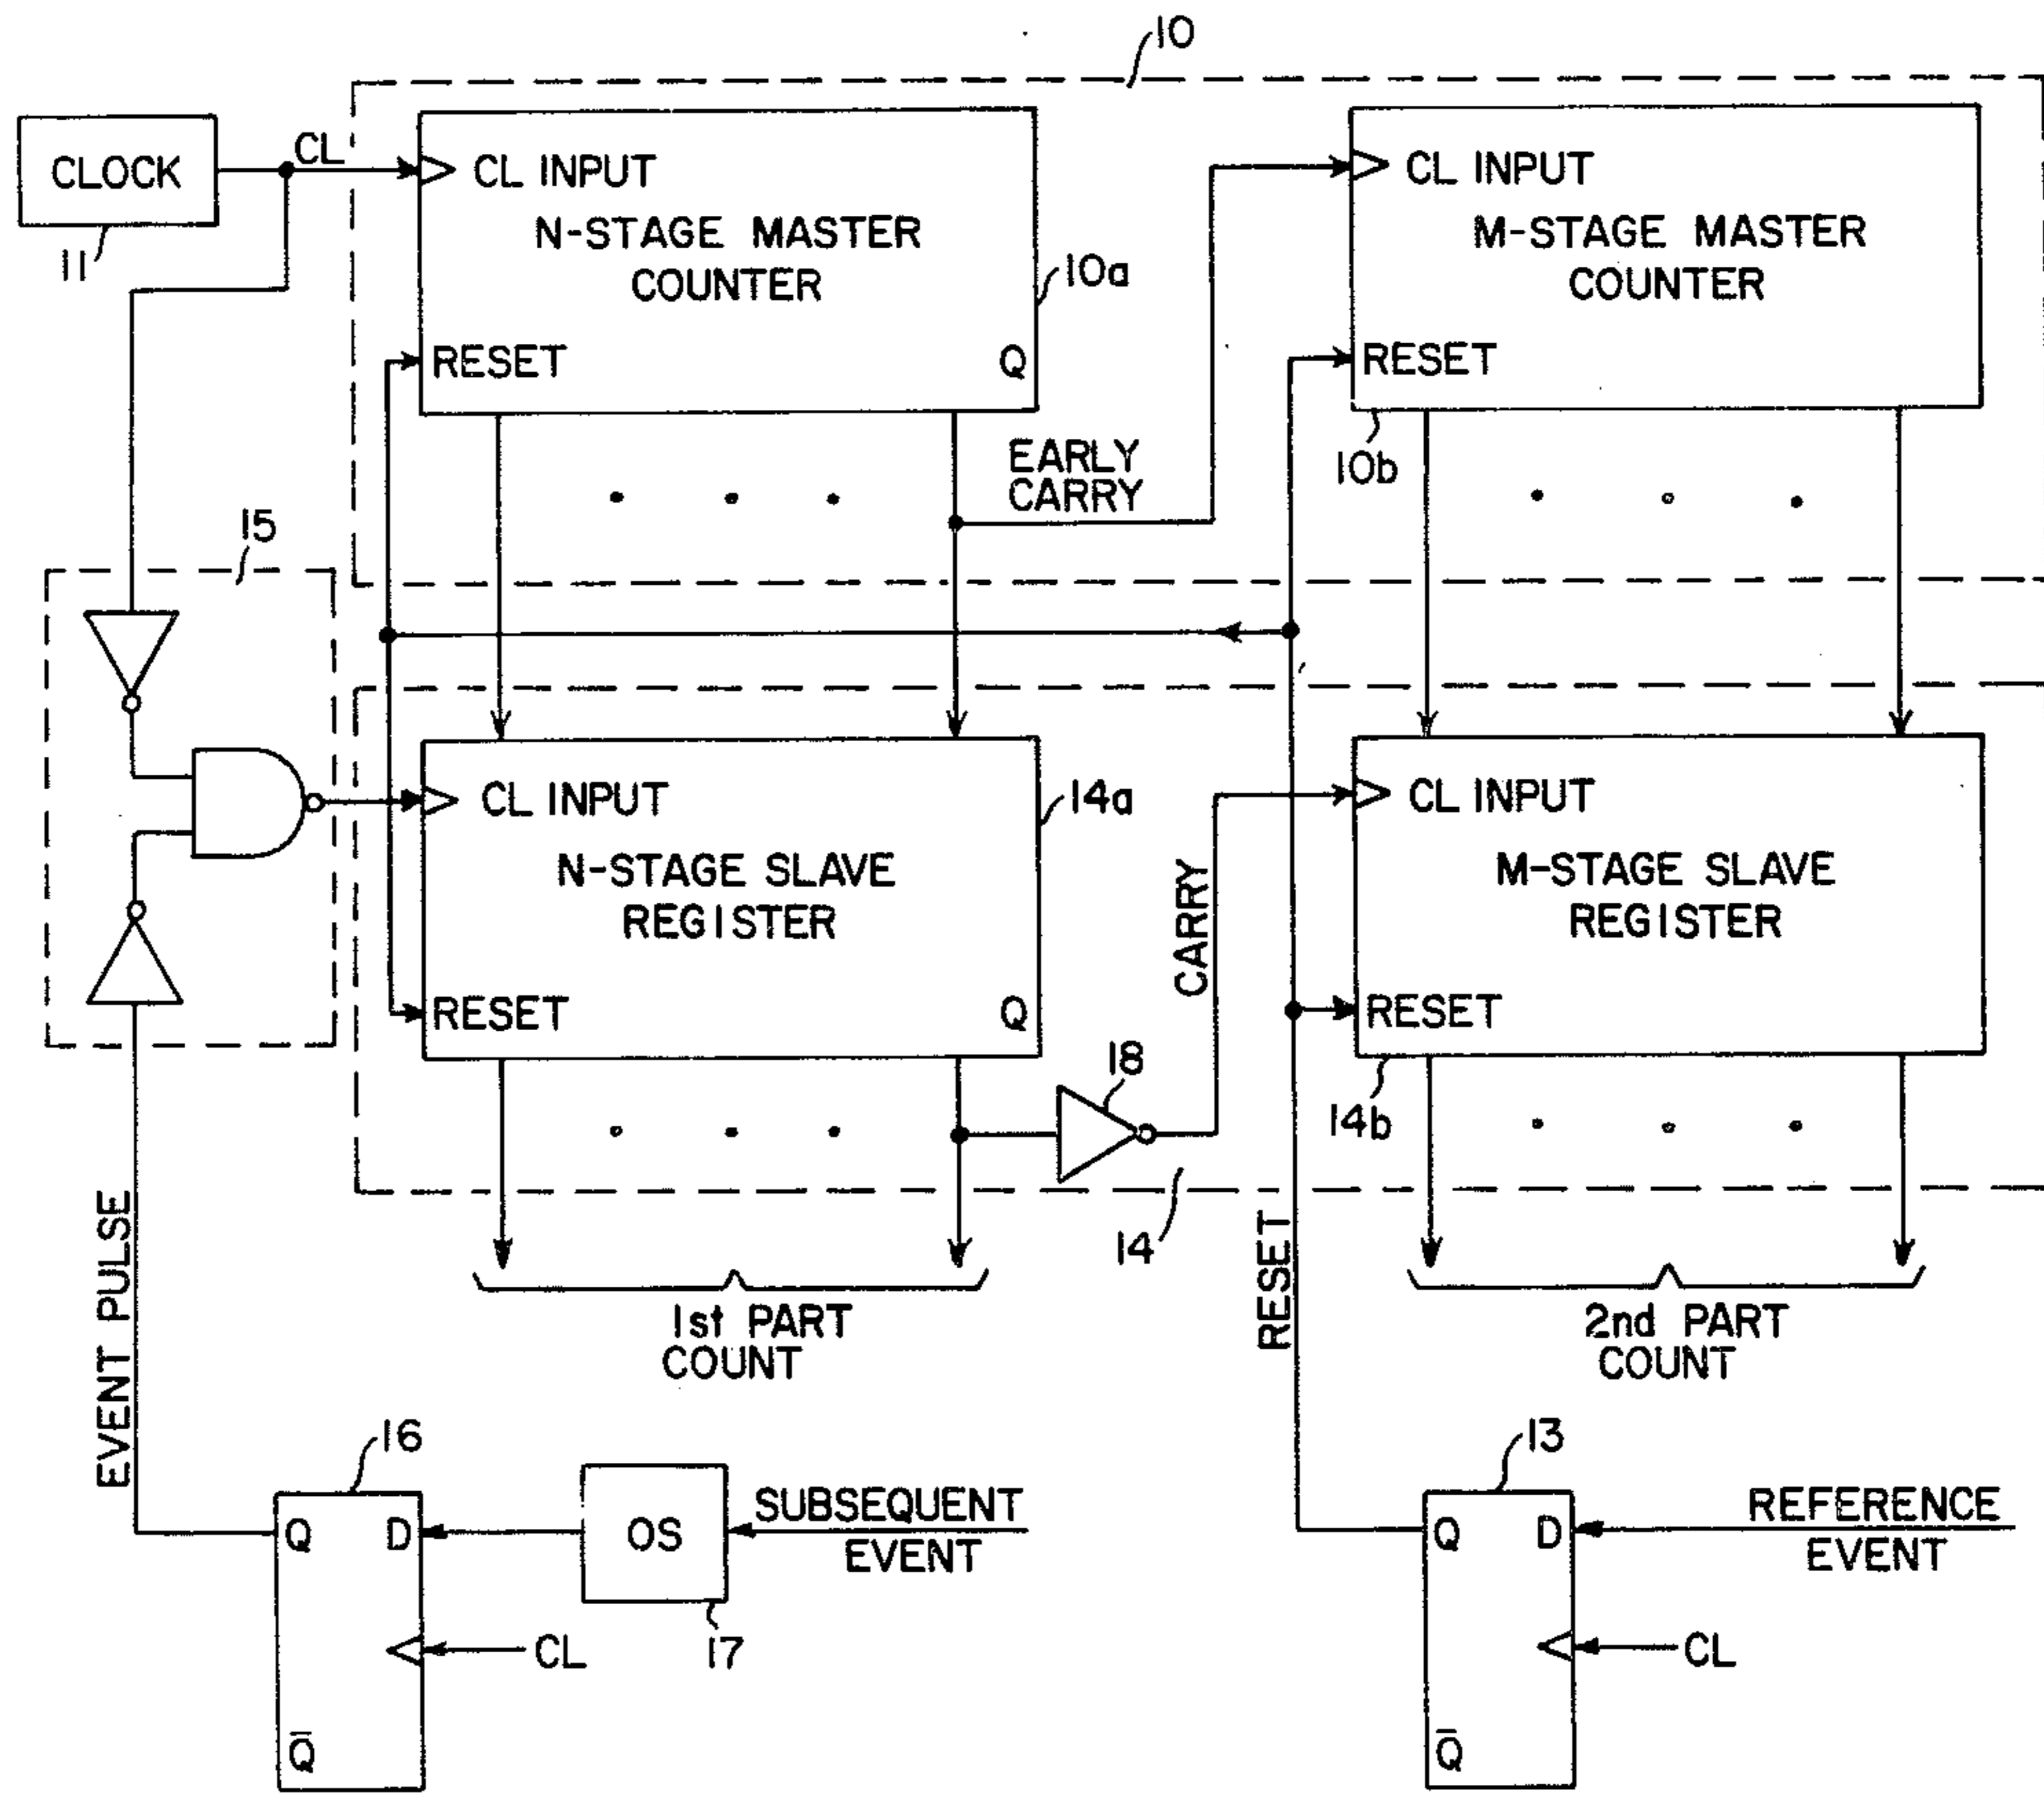 10
CLOCK
11
CL
CL INPUT
N-STAGE MASTER
COUNTER
10a
RESET
Q
CL INPUT
M-STAGE MASTER
COUNTER
RESET
10b
EARLY
CARRY
15
CL INPUT
N-STAGE SLAVE
REGISTER
14a
RESET
Q
CARRY
CL INPUT
M-STAGE SLAVE
REGISTER
RESET
14b
18
14
EVENT PULSE
1st PART
COUNT
RESET
2nd PART
COUNT
16
Q
D
CL
Q̅
OS
17
SUBSEQUENT
EVENT
13
Q
D
CL
Q̅
REFERENCE
EVENT